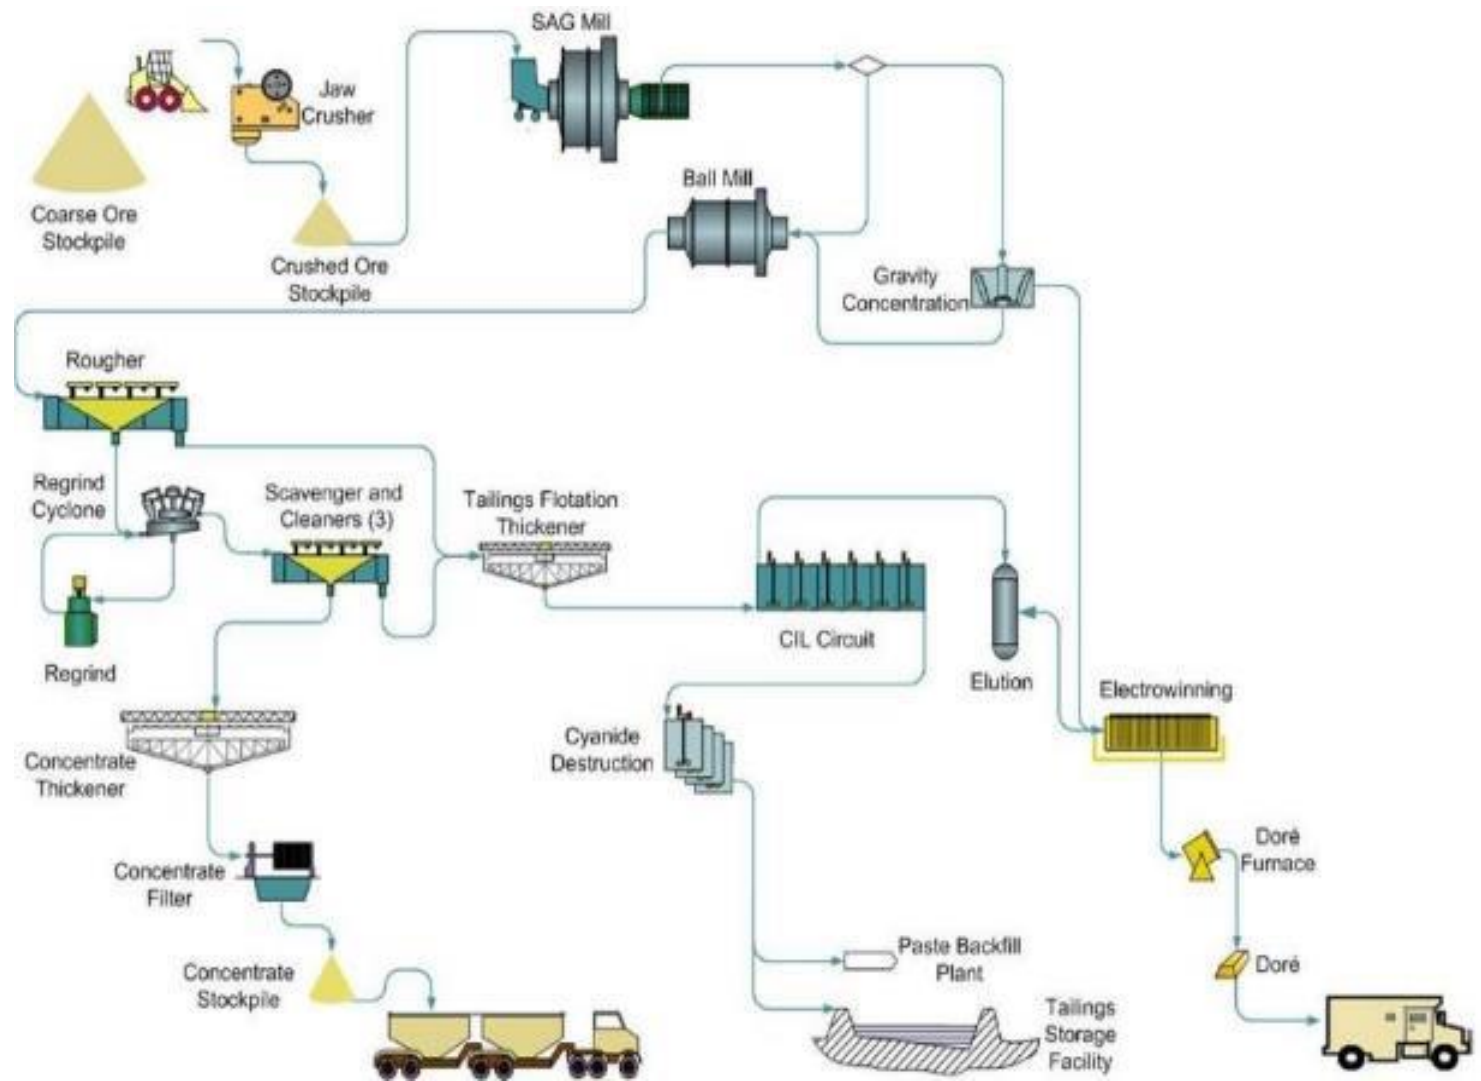 SAG Mill
Jaw
Crusher
Coarse Ore
Stockpile
Ball Mill
Crushed Ore
Stockpile
Gravity
Concentration
Rougher
Regrind
Cyclone
Scavenger and
Cleaners (3)
Tailings Flotation
Thickener
CIL Circuit
Regrind
Elution
Electrowinning
Cyanide
Destruction
Concentrate
Thickener
Doré
Furnace
Concentrate
Filter
Paste Backfill
Plant
Doré
Concentrate
Stockpile
Tailings
Storage
Facility